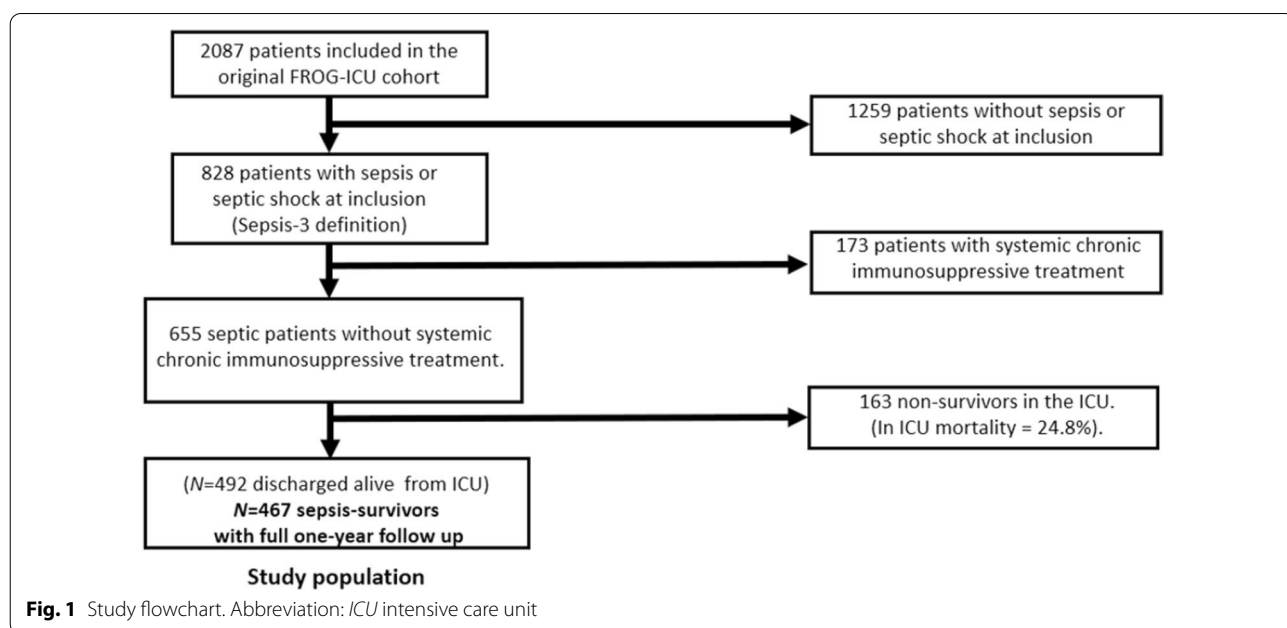 2087 patients included in the
original FROG-ICU cohort
1259 patients without sepsis or
septic shock at inclusion
828 patients with sepsis or
septic shock at inclusion
(Sepsis-3 definition)
173 patients with systemic chronic
immunosuppressive treatment
655 septic patients without systemic
chronic immunosuppressive treatment.
163 non-survivors in the ICU.
(In ICU mortality = 24.8%).
(N=492 discharged alive from ICU)
N=467 sepsis-survivors
with full one-year follow up
Study population
Fig. 1 Study flowchart. Abbreviation: ICU intensive care unit